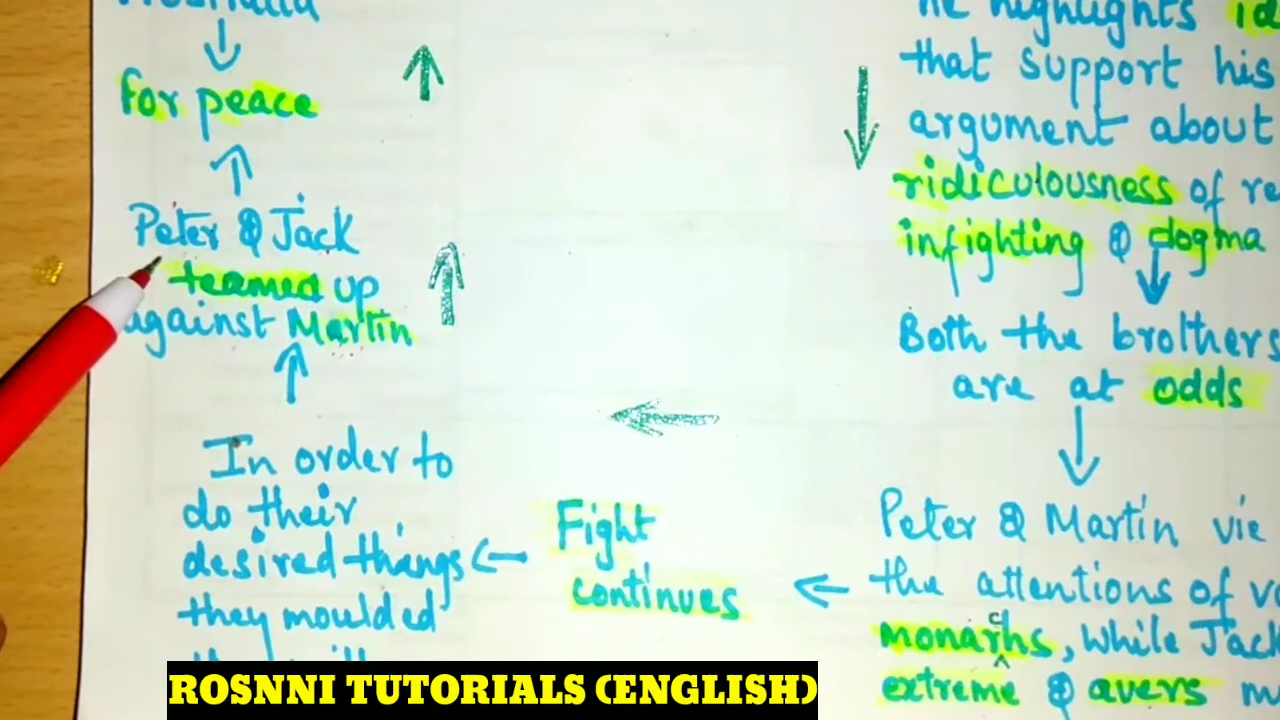 for peace
Peter & Jack
teamed up
against Martin
In order to
do their
desired things
they moulded
he highlights
that support his
argument about
ridiculousness of
infighting & dogma
Both the brothers
are at odds
Peter & Martin vie
the attentions of
monarchs, while Jack
extreme & avers
Fight
continues
ROSNNI TUTORIALS (ENGLISH)